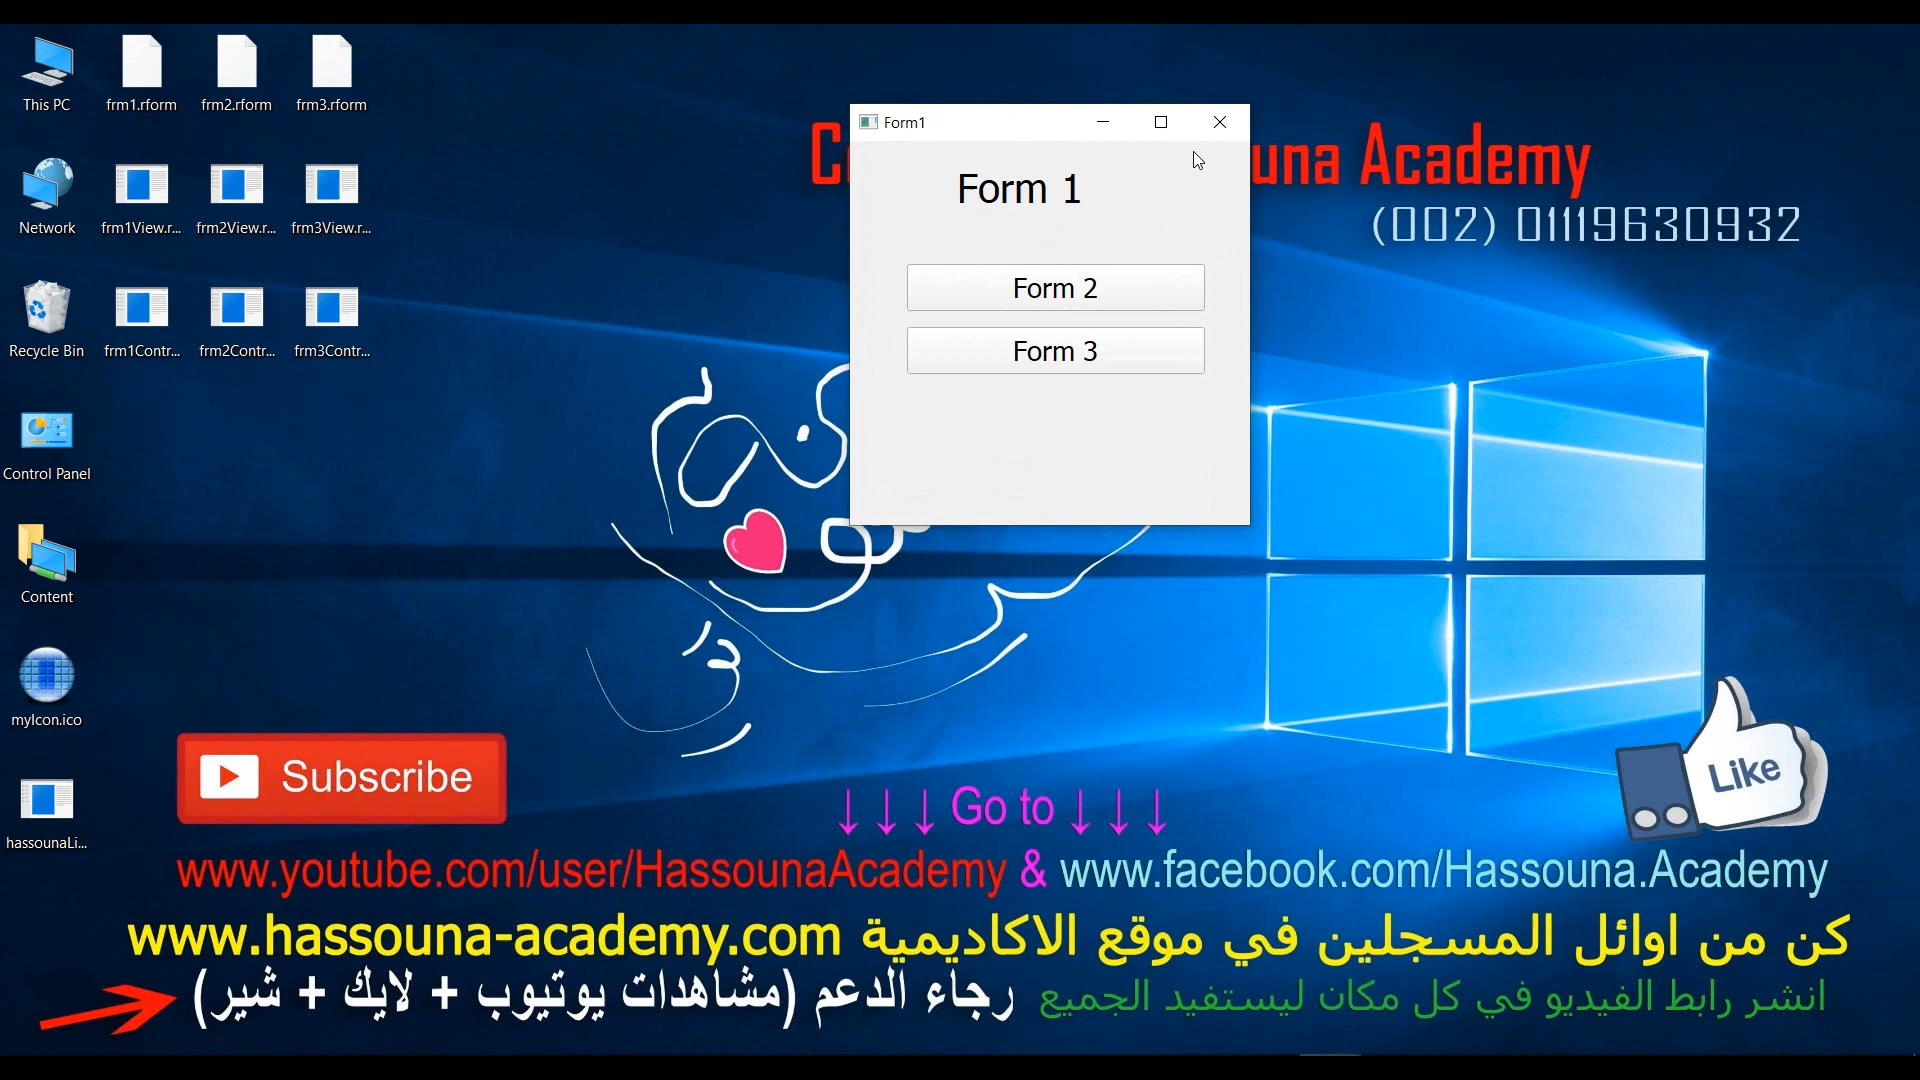 This PC
frm1.rform
frm2.rform
frm3.rform
Network
frm1View.r...
frm2View.r...
frm3View.r...
Recycle Bin
frm1Contr...
frm2Contr...
frm3Contr...
Control Panel
Content
myIcon.ico
hassounaLi...
Form1
Form 1
Form 2
Form 3
C
una Academy
(002) 01119630932
Subscribe
Like
↓ ↓ ↓ Go to ↓ ↓ ↓
www.youtube.com/user/HassounaAcademy & www.facebook.com/Hassouna.Academy
كن من اوائل المسجلين في موقع الاكاديمية www.hassouna-academy.com
انشر رابط الفيديو في كل مكان ليستفيد الجميع
رجاء الدعم (مشاهدات يوتيوب + لايك + شير)